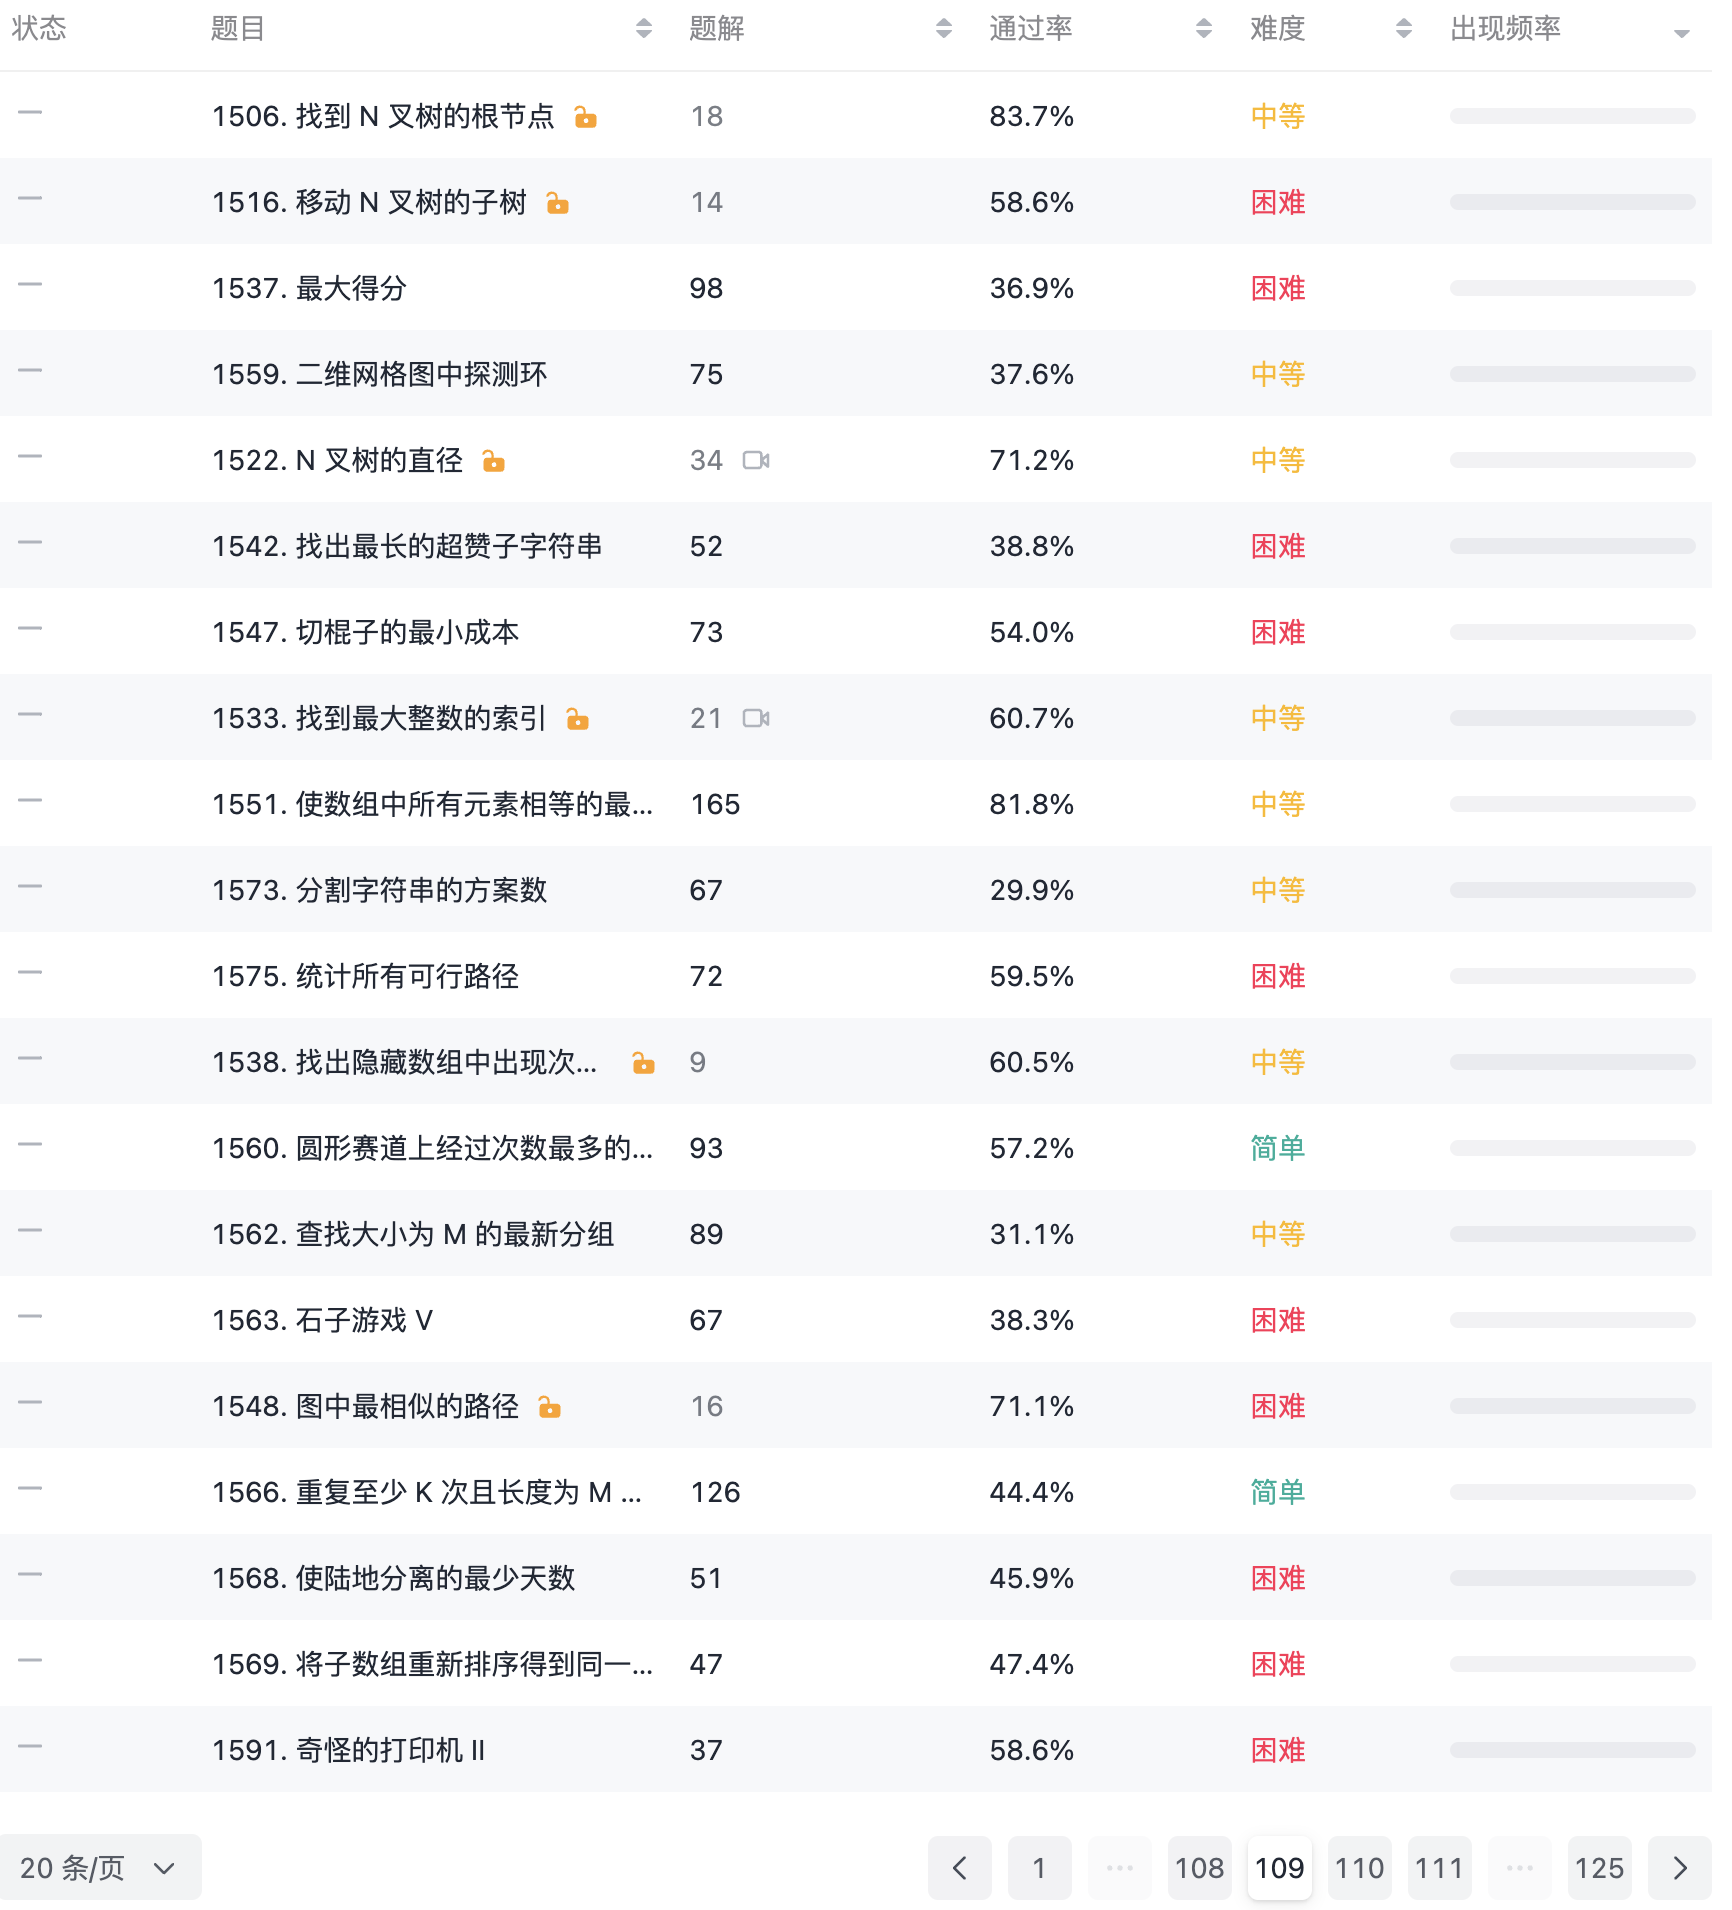 状态 题目 题解 通过率 难度 出现频率
1506. 找到 N 叉树的根节点 18 83.7% 中等
1516. 移动 N 叉树的子树 14 58.6% 困难
1537. 最大得分 98 36.9% 困难
1559. 二维网格图中探测环 75 37.6% 中等
1522. N 叉树的直径 34 71.2% 中等
1542. 找出最长的超赞子字符串 52 38.8% 困难
1547. 切棍子的最小成本 73 54.0% 困难
1533. 找到最大整数的索引 21 60.7% 中等
1551. 使数组中所有元素相等的最... 165 81.8% 中等
1573. 分割字符串的方案数 67 29.9% 中等
1575. 统计所有可行路径 72 59.5% 困难
1538. 找出隐藏数组中出现次... 9 60.5% 中等
1560. 圆形赛道上经过次数最多的... 93 57.2% 简单
1562. 查找大小为 M 的最新分组 89 31.1% 中等
1563. 石子游戏 V 67 38.3% 困难
1548. 图中最相似的路径 16 71.1% 困难
1566. 重复至少 K 次且长度为 M ... 126 44.4% 简单
1568. 使陆地分离的最少天数 51 45.9% 困难
1569. 将子数组重新排序得到同一... 47 47.4% 困难
1591. 奇怪的打印机 II 37 58.6% 困难
20 条/页 1 ... 108 109 110 111 ... 125